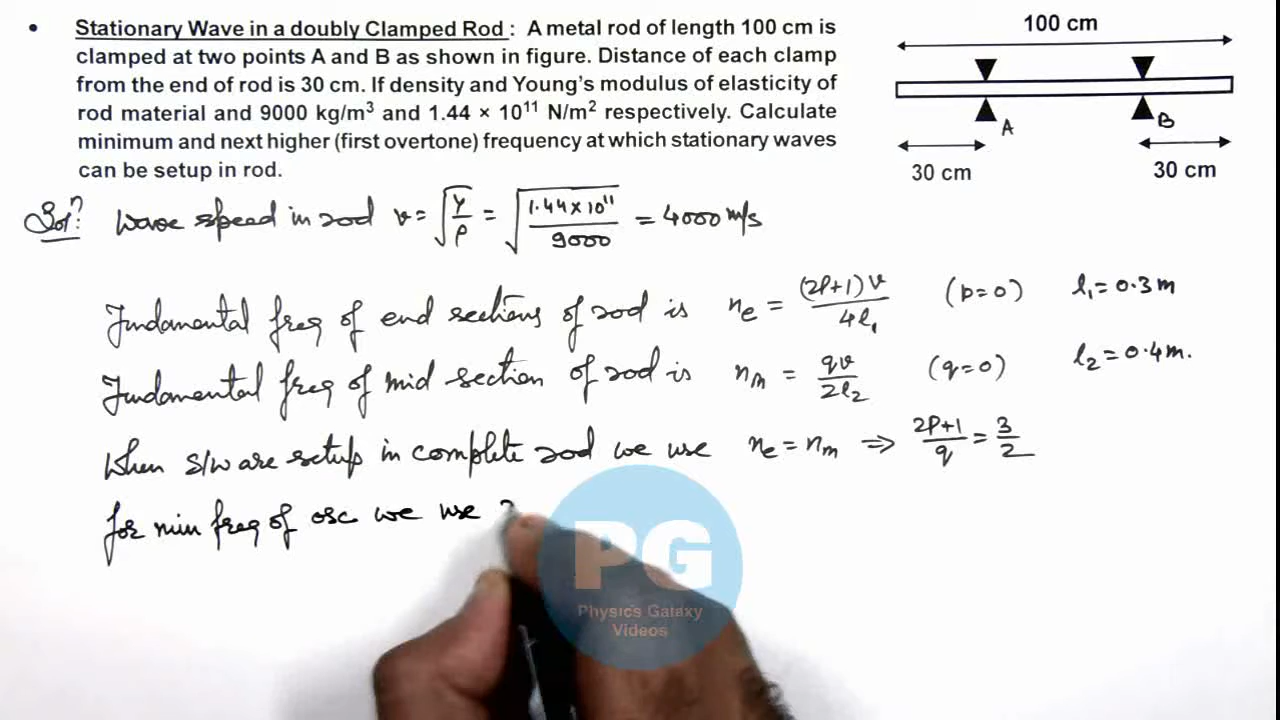 • Stationary Wave in a doubly Clamped Rod : A metal rod of length 100 cm is
clamped at two points A and B as shown in figure. Distance of each clamp
from the end of rod is 30 cm. If density and Young's modulus of elasticity of
rod material and 9000 kg/m³ and 1.44 × 10¹¹ N/m² respectively. Calculate
minimum and next higher (first overtone) frequency at which stationary waves
can be setup in rod.
100 cm
A
B
30 cm
30 cm
Solⁿ. Wave speed in rod v = √(Y/ρ) = √(1.44×10¹¹/9000) = 4000 m/s
Fundamental freq of end sections of rod is nₑ = (2p+1)v/4l₁ (p=0) l₁=0.3m
Fundamental freq of mid section of rod is nₘ = qv/2l₂ (q=0) l₂=0.4m.
When S/W are setup in complete rod we use nₑ = nₘ ⇒ (2p+1)/q = 3/2
for min freq of osc we use
PG
Physics Galaxy
Videos